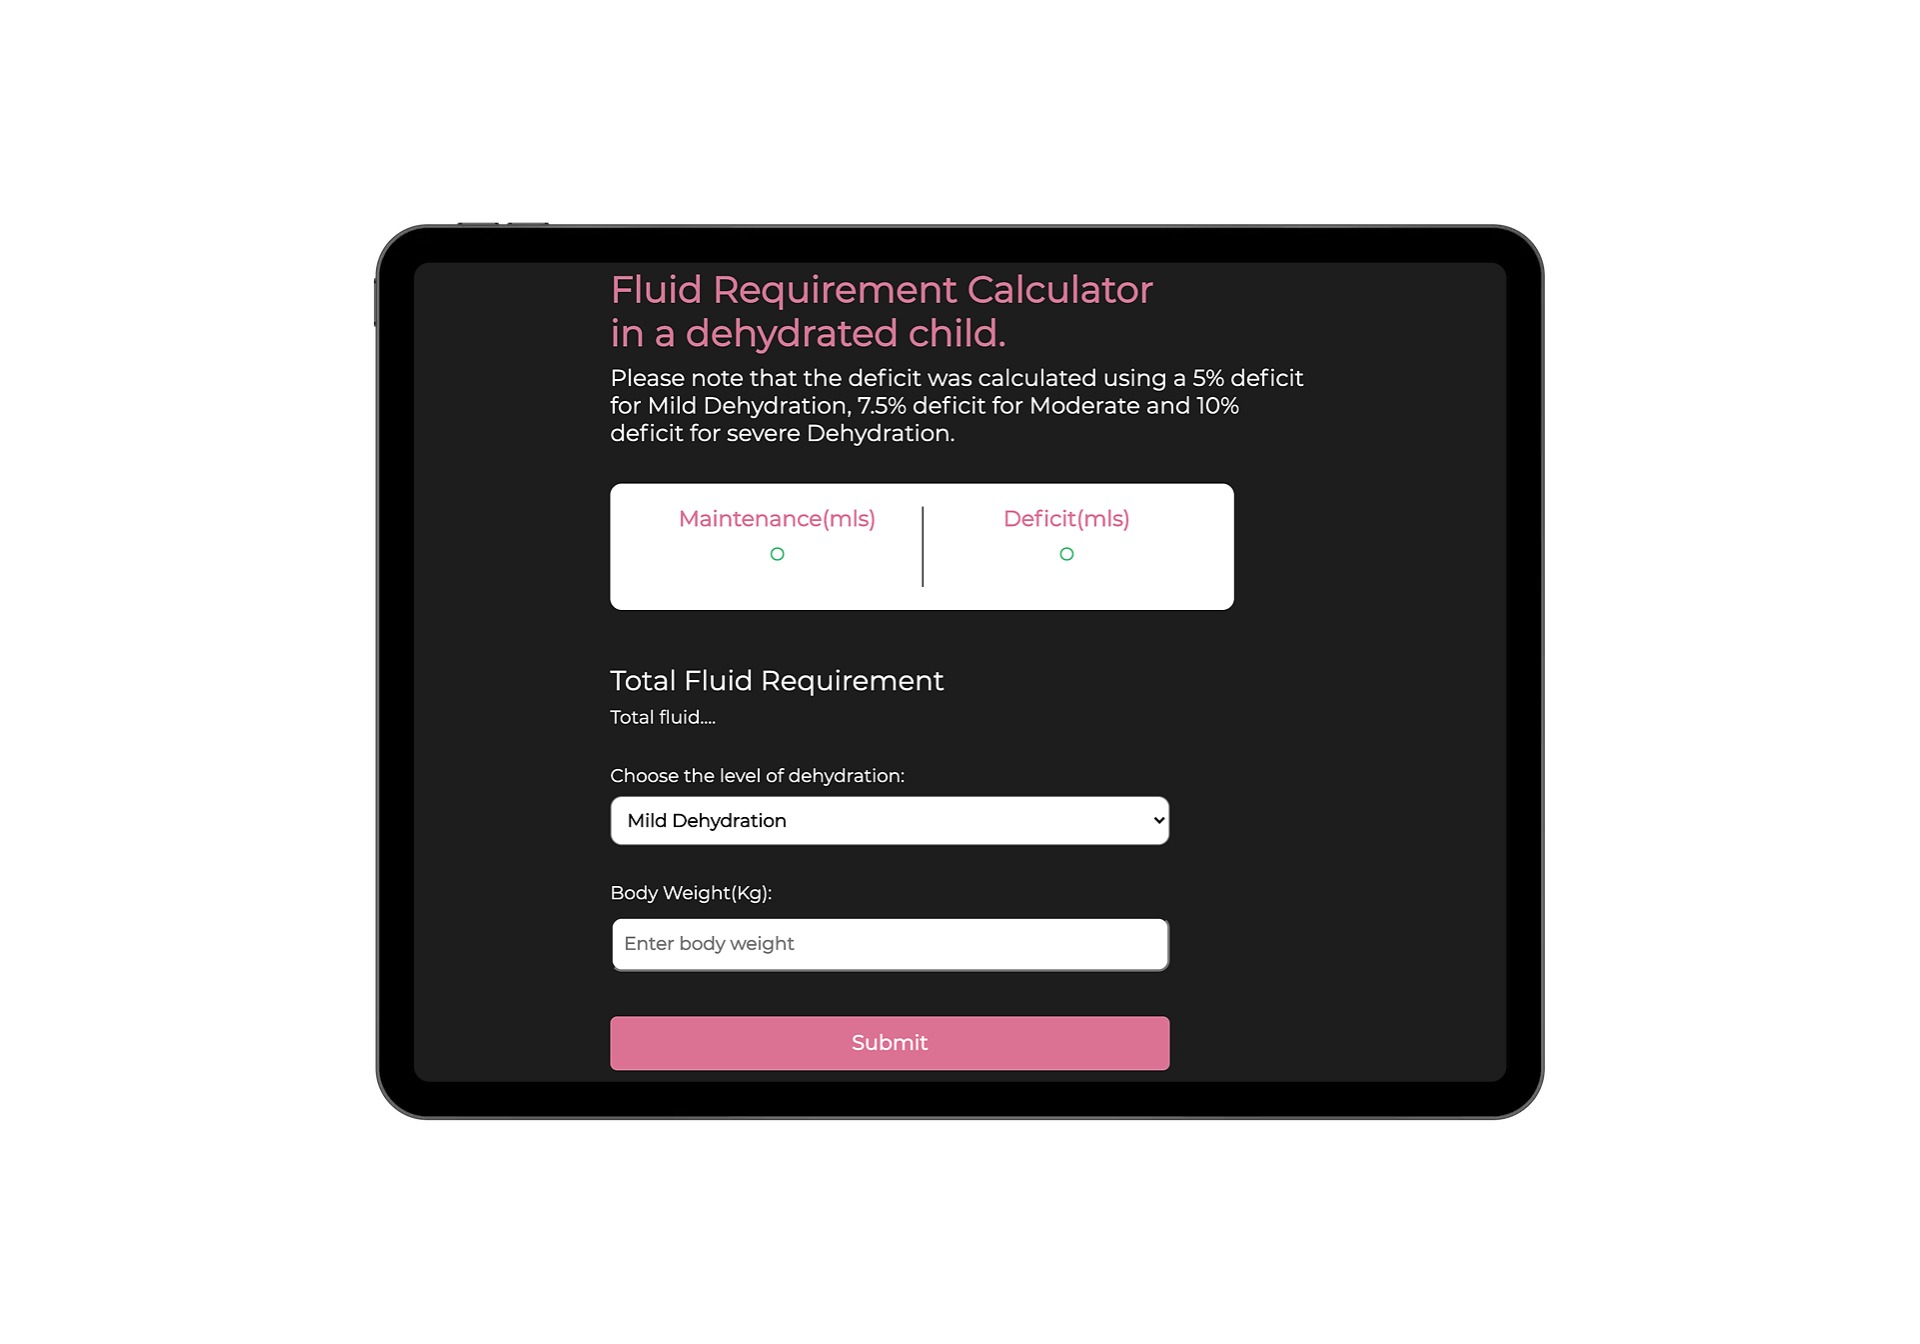 Fluid Requirement Calculator
in a dehydrated child.
Please note that the deficit was calculated using a 5% deficit
for Mild Dehydration, 7.5% deficit for Moderate and 10%
deficit for severe Dehydration.
Maintenance(mls)
0
Deficit(mls)
0
Total Fluid Requirement
Total fluid....
Choose the level of dehydration:
Mild Dehydration
Body Weight(Kg):
Enter body weight
Submit